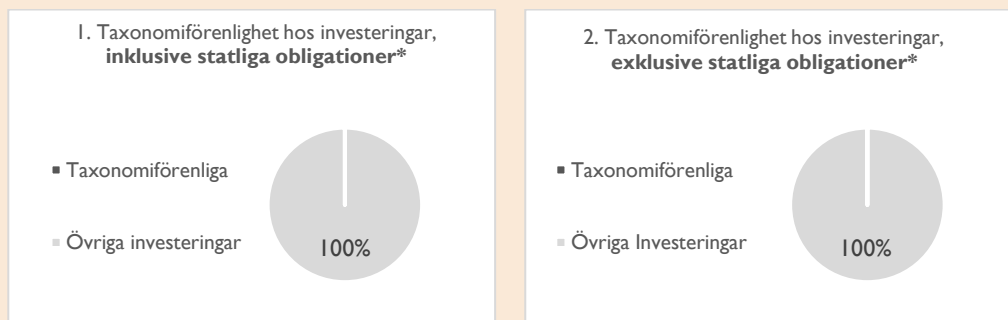 1. Taxonomiförenlighet hos investeringar,
inklusive statliga obligationer*
Taxonomiförenliga
Övriga investeringar
100%
2. Taxonomiförenlighet hos investeringar,
exklusive statliga obligationer*
Taxonomiförenliga
Övriga Investeringar
100%